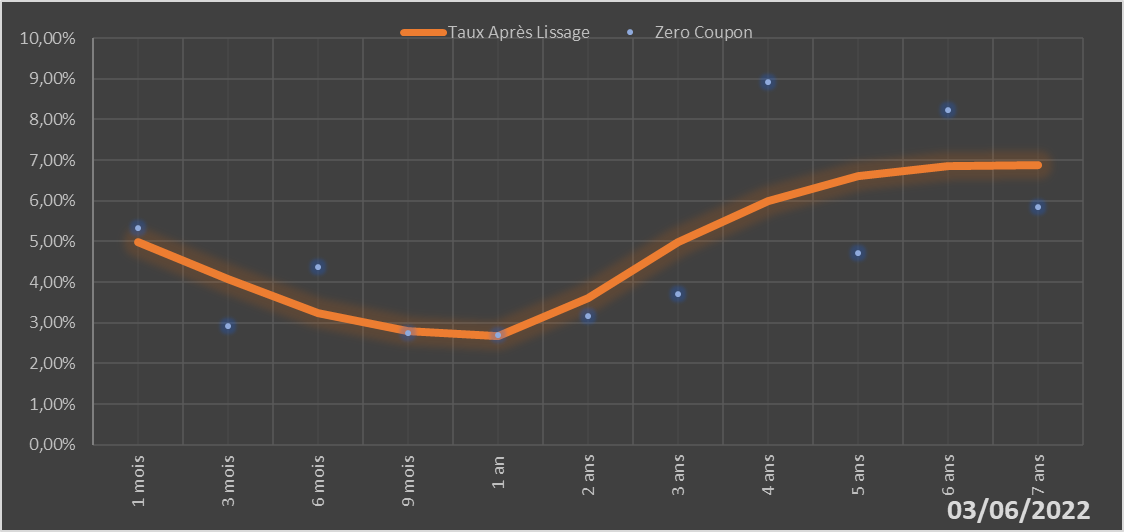 Taux Après Lissage
Zero Coupon
10,00%
9,00%
8,00%
7,00%
6,00%
5,00%
4,00%
3,00%
2,00%
1,00%
0,00%
1 mois
3 mois
6 mois
9 mois
1 an
2 ans
3 ans
4 ans
5 ans
6 ans
7 ans
03/06/2022